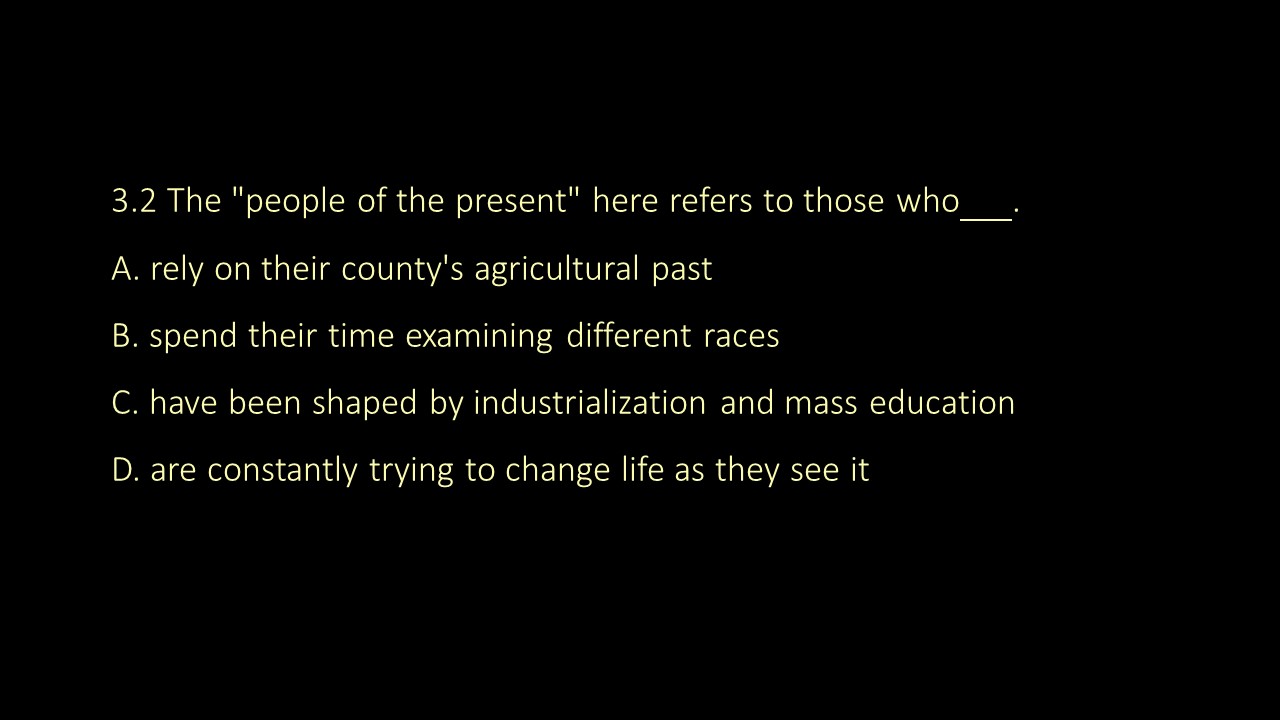 3.2 The "people of the present" here refers to those who___.
A. rely on their county's agricultural past
B. spend their time examining different races
C. have been shaped by industrialization and mass education
D. are constantly trying to change life as they see it